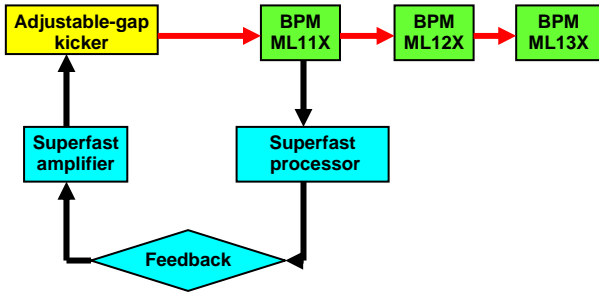 Adjustable-gap
kicker
BPM
ML11X
BPM
ML12X
BPM
ML13X
Superfast
amplifier
Superfast
processor
Feedback